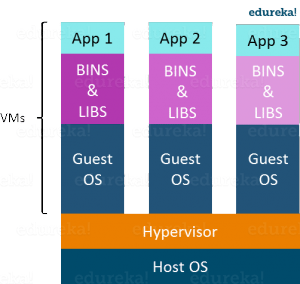 edureka!
App 1
App 2
App 3
BINS
&
LIBS
BINS
&
LIBS
BINS
&
LIBS
VMs
Guest
OS
Guest
OS
Guest
OS
Hypervisor
Host OS